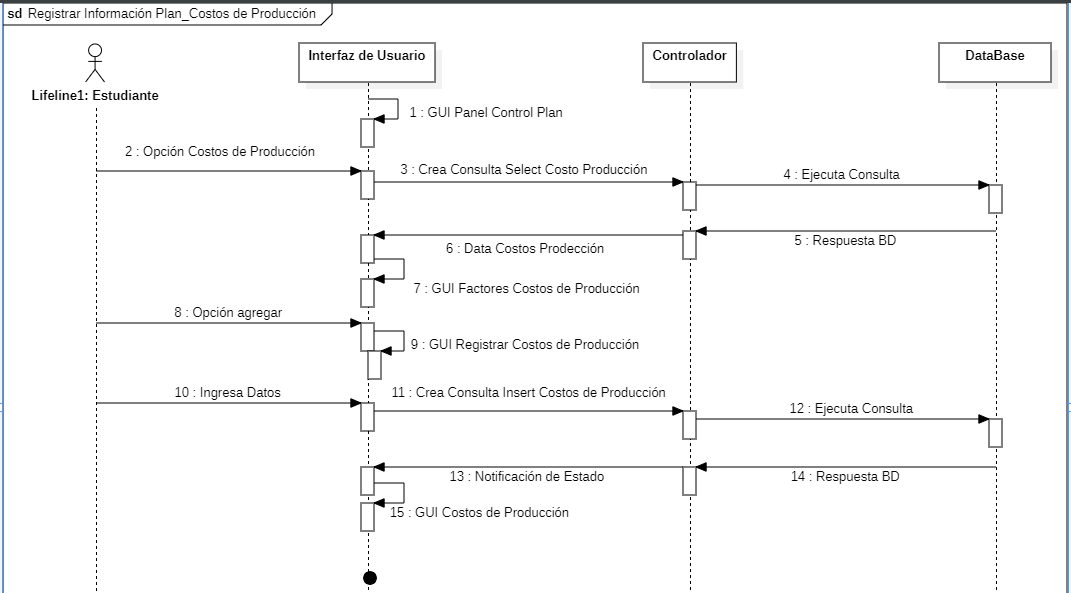 sd Registrar Información Plan_Costos de Producción
Lifeline1: Estudiante
Interfaz de Usuario
Controlador
DataBase
1 : GUI Panel Control Plan
2 : Opción Costos de Producción
3 : Crea Consulta Select Costo Producción
4 : Ejecuta Consulta
5 : Respuesta BD
6 : Data Costos Prodección
7 : GUI Factores Costos de Producción
8 : Opción agregar
9 : GUI Registrar Costos de Producción
10 : Ingresa Datos
11 : Crea Consulta Insert Costos de Producción
12 : Ejecuta Consulta
13 : Notificación de Estado
14 : Respuesta BD
15 : GUI Costos de Producción